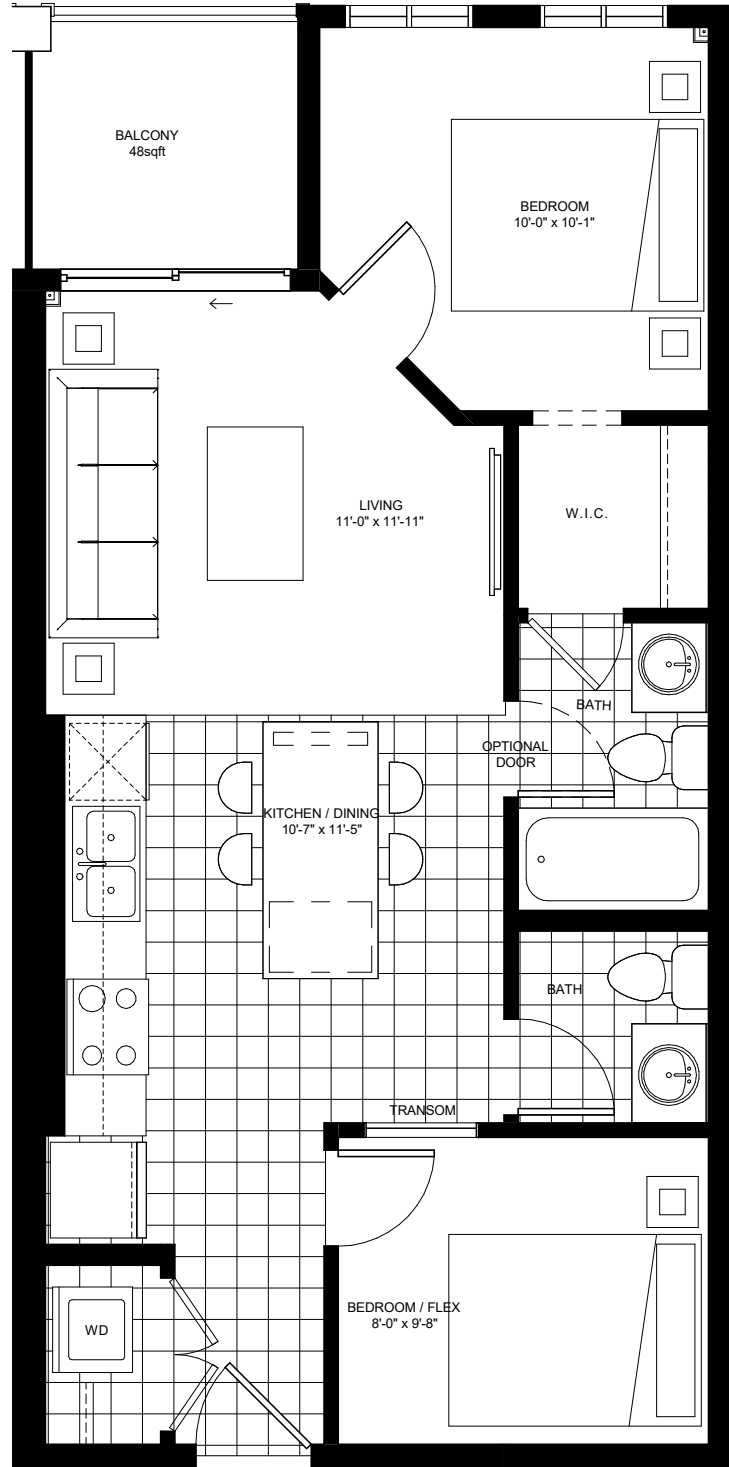 BALCONY
48sqft
BEDROOM
10'-0" x 10'-1"
LIVING
11'-0" x 11'-11"
W.I.C.
BATH
OPTIONAL
DOOR
KITCHEN / DINING
10'-7" x 11'-5"
BATH
TRANSOM
BEDROOM / FLEX
8'-0" x 9'-8"
WD